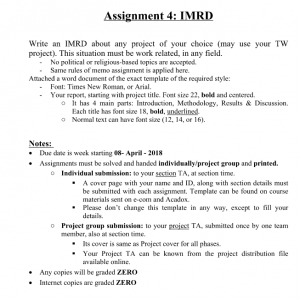 Assignment 4: IMRD
Write an IMRD about any project of your choice (may use your TW
project). This situation must be work related, in any field.
- No political or religious-based topics are accepted.
- Same rules of memo assignment is applied here.
Attached a word document of the exact template of the required style:
- Font: Times New Roman, or Arial.
- Your report, starting with project title. Font size 22, bold and centered.
o It has 4 main parts: Introduction, Methodology, Results & Discussion.
Each title has font size 18, bold, underlined.
o Normal text can have font size (12, 14, or 16).
Notes:
• Due date is week starting 08- April - 2018
• Assignments must be solved and handed individually/project group and printed.
o Individual submission: to your section TA, at section time.
▪ A cover page with your name and ID, along with section details must
be submitted with each assignment. Template can be found on course
materials sent on e-com and Acadox.
▪ Please don't change this template in any way, except to fill your
details.
o Project group submission: to your project TA, submitted once by one team
member, also at section time.
▪ Its cover is same as Project cover for all phases.
▪ Your Project TA can be known from the project distribution file
available online.
• Any copies will be graded ZERO
• Internet copies are graded ZERO